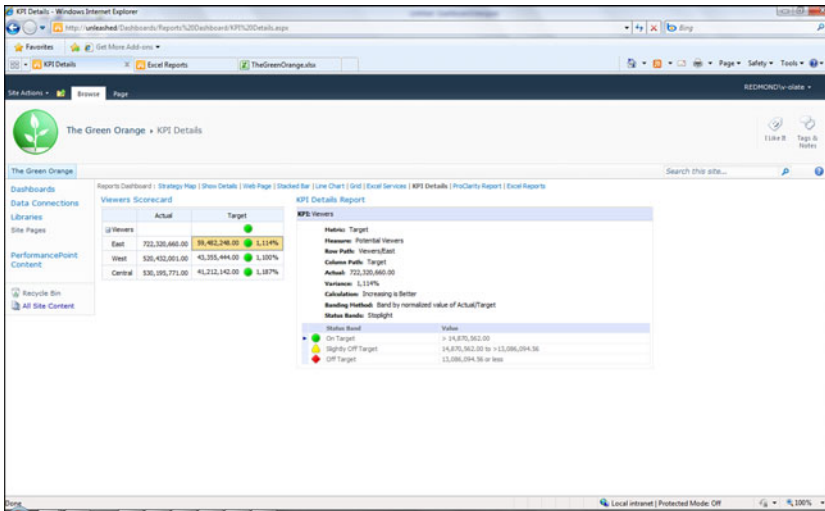 KPI Details - Windows Internet Explorer
http://unleashed/Dashboards/Reports%20Dashboard/KPI%20Details.aspx
Bing
Favorites Get More Add-ons
KPI Details Excel Reports TheGreenOrange.xlsx Page Safety Tools
Site Actions Browse Page REDMOND\v-olate
The Green Orange KPI Details
I Like It Tags & Notes
The Green Orange Search this site...
Reports Dashboard : Strategy Map | Show Details | Web Page | Stacked Bar | Line Chart | Grid | Excel Services | KPI Details | ProClarity Report | Excel Reports
Dashboards
Data Connections
Libraries
Site Pages
PerformancePoint
Content
Recycle Bin
All Site Content
Viewers Scorecard
Actual Target
Viewers
East 722,320,660.00 59,482,248.00 1,114%
West 520,432,001.00 43,355,444.00 1,100%
Central 530,195,771.00 41,212,142.00 1,187%
KPI Details Report
KPI: Viewers
Metric: Target
Measure: Potential Viewers
Row Path: Viewers/East
Column Path: Target
Actual: 722,320,660.00
Variance: 1,114%
Calculation: Increasing is Better
Banding Method: Band by normalized value of Actual/Target
Status Bands: Stoplight
Status Band Value
On Target > 14,870,562.00
Slightly Off Target 14,870,562.00 to >13,086,094.56
Off Target 13,086,094.56 or less
Done Local intranet | Protected Mode: Off 100%